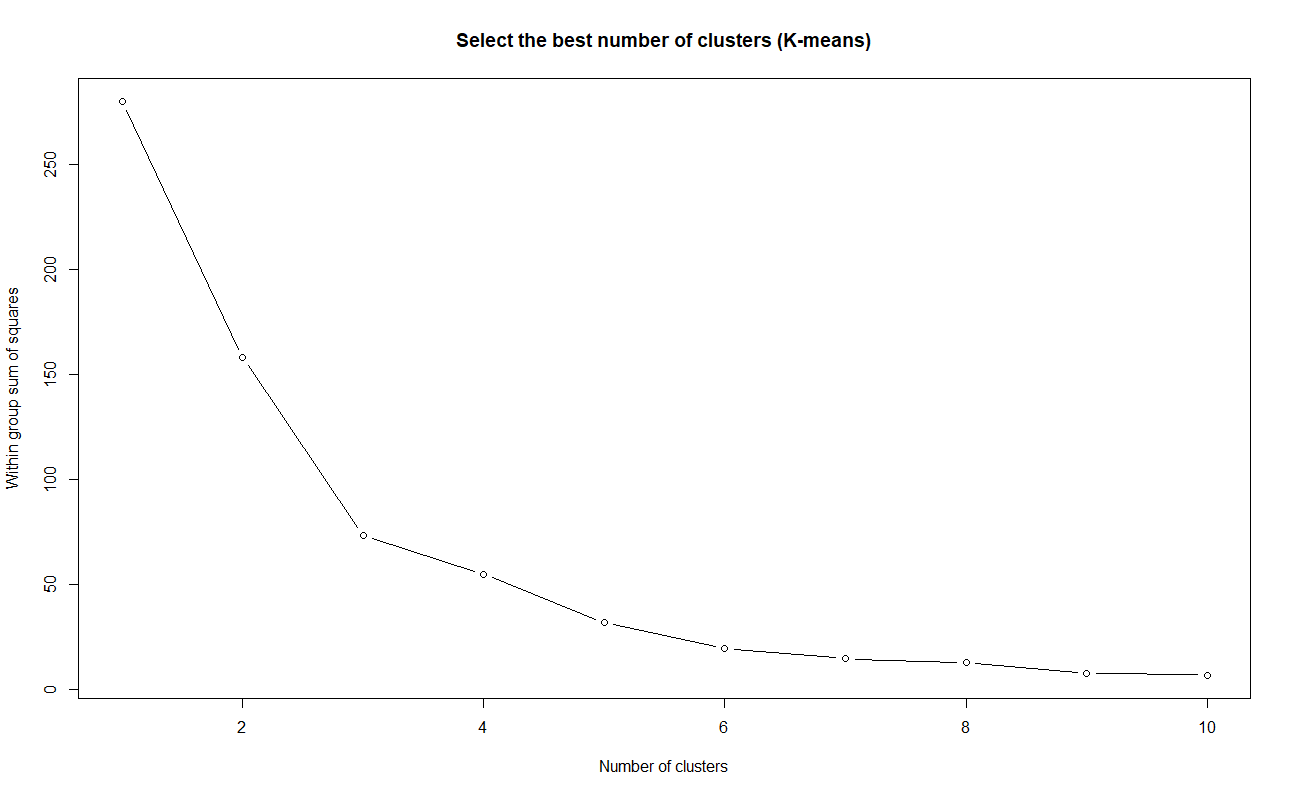 Select the best number of clusters (K-means)
Within group sum of squares
250
200
150
100
50
0
2 4 6 8 10
Number of clusters